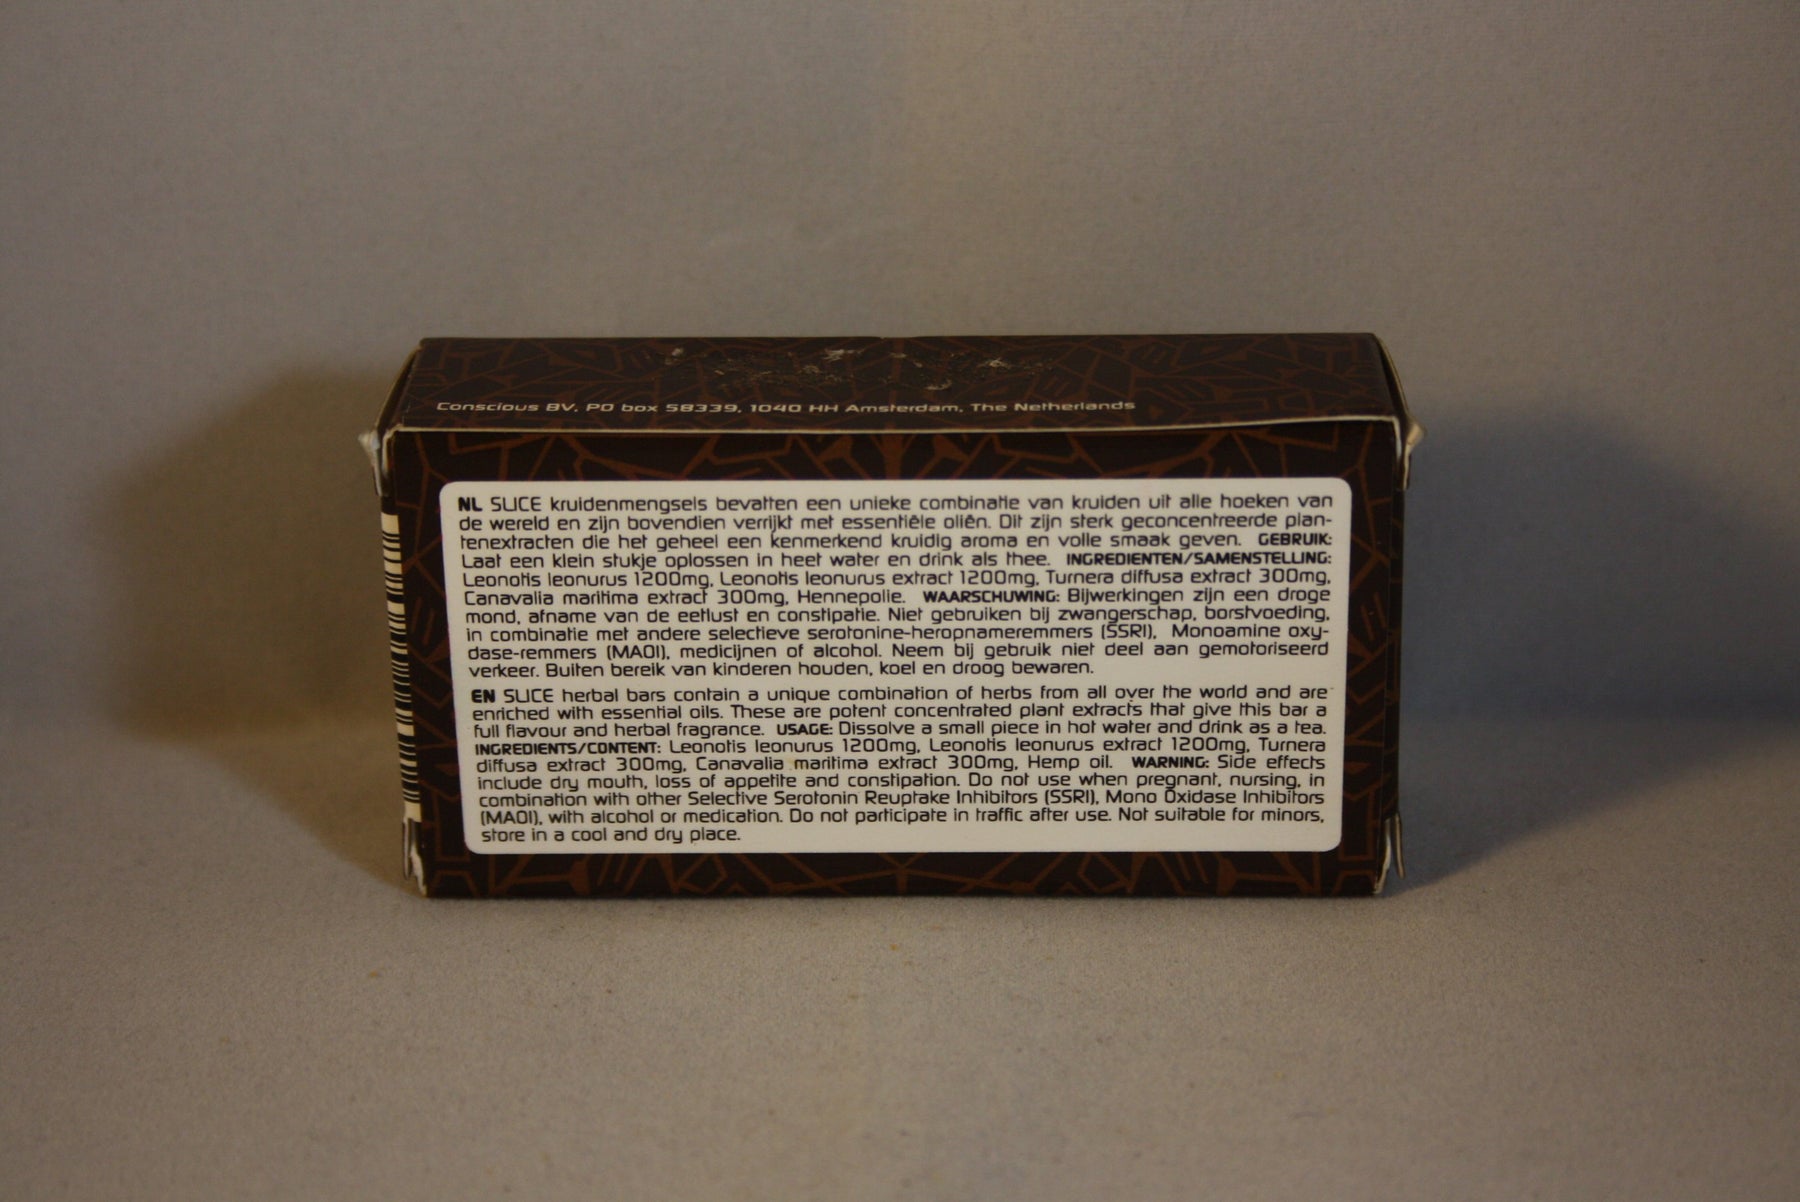 Conscious BV, PO box 58339, 1040 HH Amsterdam, The Netherlands
NL SLICE kruidenmengsels bevatten een unieke combinatie van kruiden uit alle hoeken van
de wereld en zijn bovendien verrijkt met essentiële oliën. Dit zijn sterk geconcentreerde plan-
tenextracten die het geheel een kenmerkend kruidig aroma en volle smaak geven. GEBRUIK:
Laat een klein stukje oplossen in heet water en drink als thee. INGREDIENTEN/SAMENSTELLING:
Leonotis leonurus 1200mg, Leonotis leonurus extract 1200mg, Turnera diffusa extract 300mg,
Canavalia maritima extract 300mg, Hennepolie. WAARSCHUWING: Bijwerkingen zijn een droge
mond, afname van de eetlust en constipatie. Niet gebruiken bij zwangerschap, borstvoeding,
in combinatie met andere selectieve serotonine-heropnameremmers (SSRI), Monoamine oxy-
dase-remmers (MAOI), medicijnen of alcohol. Neem bij gebruik niet deel aan gemotoriseerd
verkeer. Buiten bereik van kinderen houden, koel en droog bewaren.
EN SLICE herbal bars contain a unique combination of herbs from all over the world and are
enriched with essential oils. These are potent concentrated plant extracts that give this bar a
full flavour and herbal fragrance. USAGE: Dissolve a small piece in hot water and drink as a tea.
INGREDIENTS/CONTENT: Leonotis leonurus 1200mg, Leonotis leonurus extract 1200mg, Turnera
diffusa extract 300mg, Canavalia maritima extract 300mg, Hemp oil. WARNING: Side effects
include dry mouth, loss of appetite and constipation. Do not use when pregnant, nursing, in
combination with other Selective Serotonin Reuptake Inhibitors (SSRI), Mono Oxidase Inhibitors
(MAOI), with alcohol or medication. Do not participate in traffic after use. Not suitable for minors,
store in a cool and dry place.